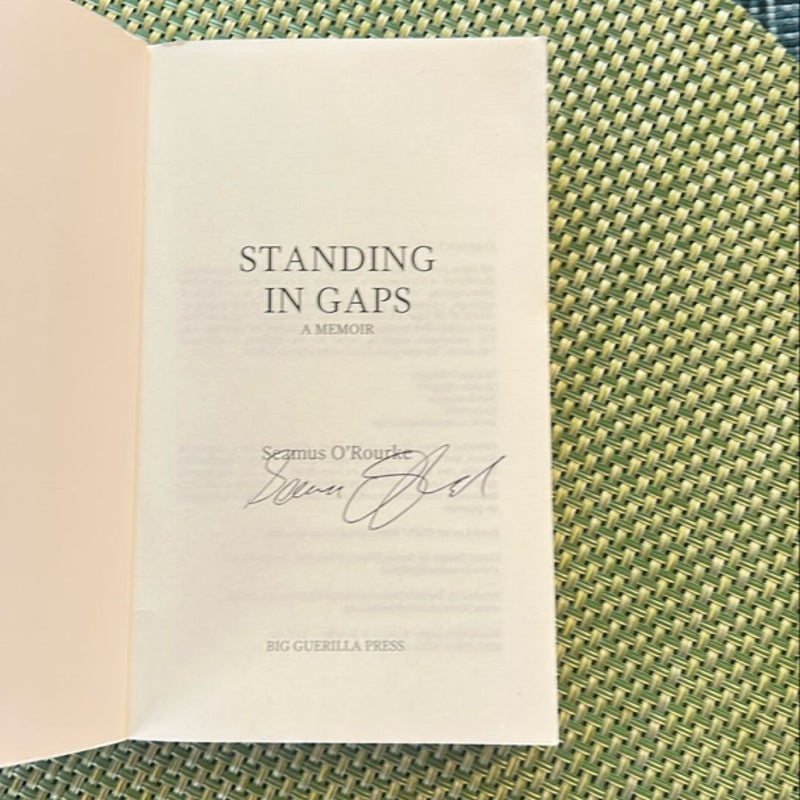 STANDING
IN GAPS
A MEMOIR
Seamus O'Rourke
BIG GUERILLA PRESS